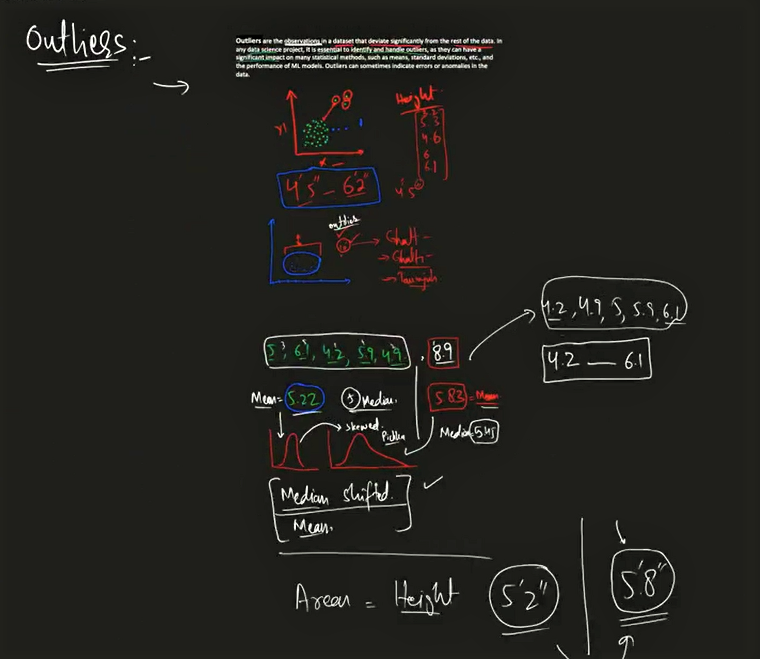 Outliers :-
Outliers are the observations in a dataset that deviate significantly from the rest of the data. In
any data science project, it is essential to identify and handle outliers, as they can have a
significant impact on many statistical methods, such as means, standard deviations, etc., and
the performance of ML models. Outliers can sometimes indicate errors or anomalies in the
data.
Height
4.6
6
6.1
4'5"
4'5" – 6'2"
outlier
5, 6.1, 4.2, 5.9, 4.9, 8.9
4.2, 4.9, 5, 5.9, 6.1
4.2 — 6.1
Mean = 5.22
5 Median.
5.83 = Mean
skewed.
Median 5.45
Median shifted.
Mean.
= Height 5'2" 5'8"